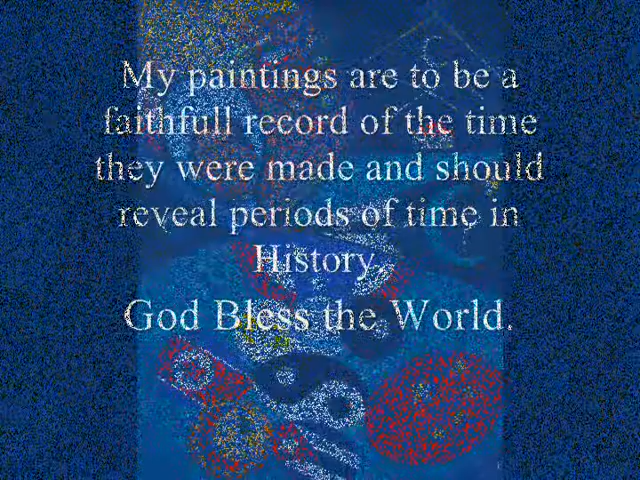 My paintings are to be a
faithfull record of the time
they were made and should
reveal periods of time in
History.
God Bless the World.